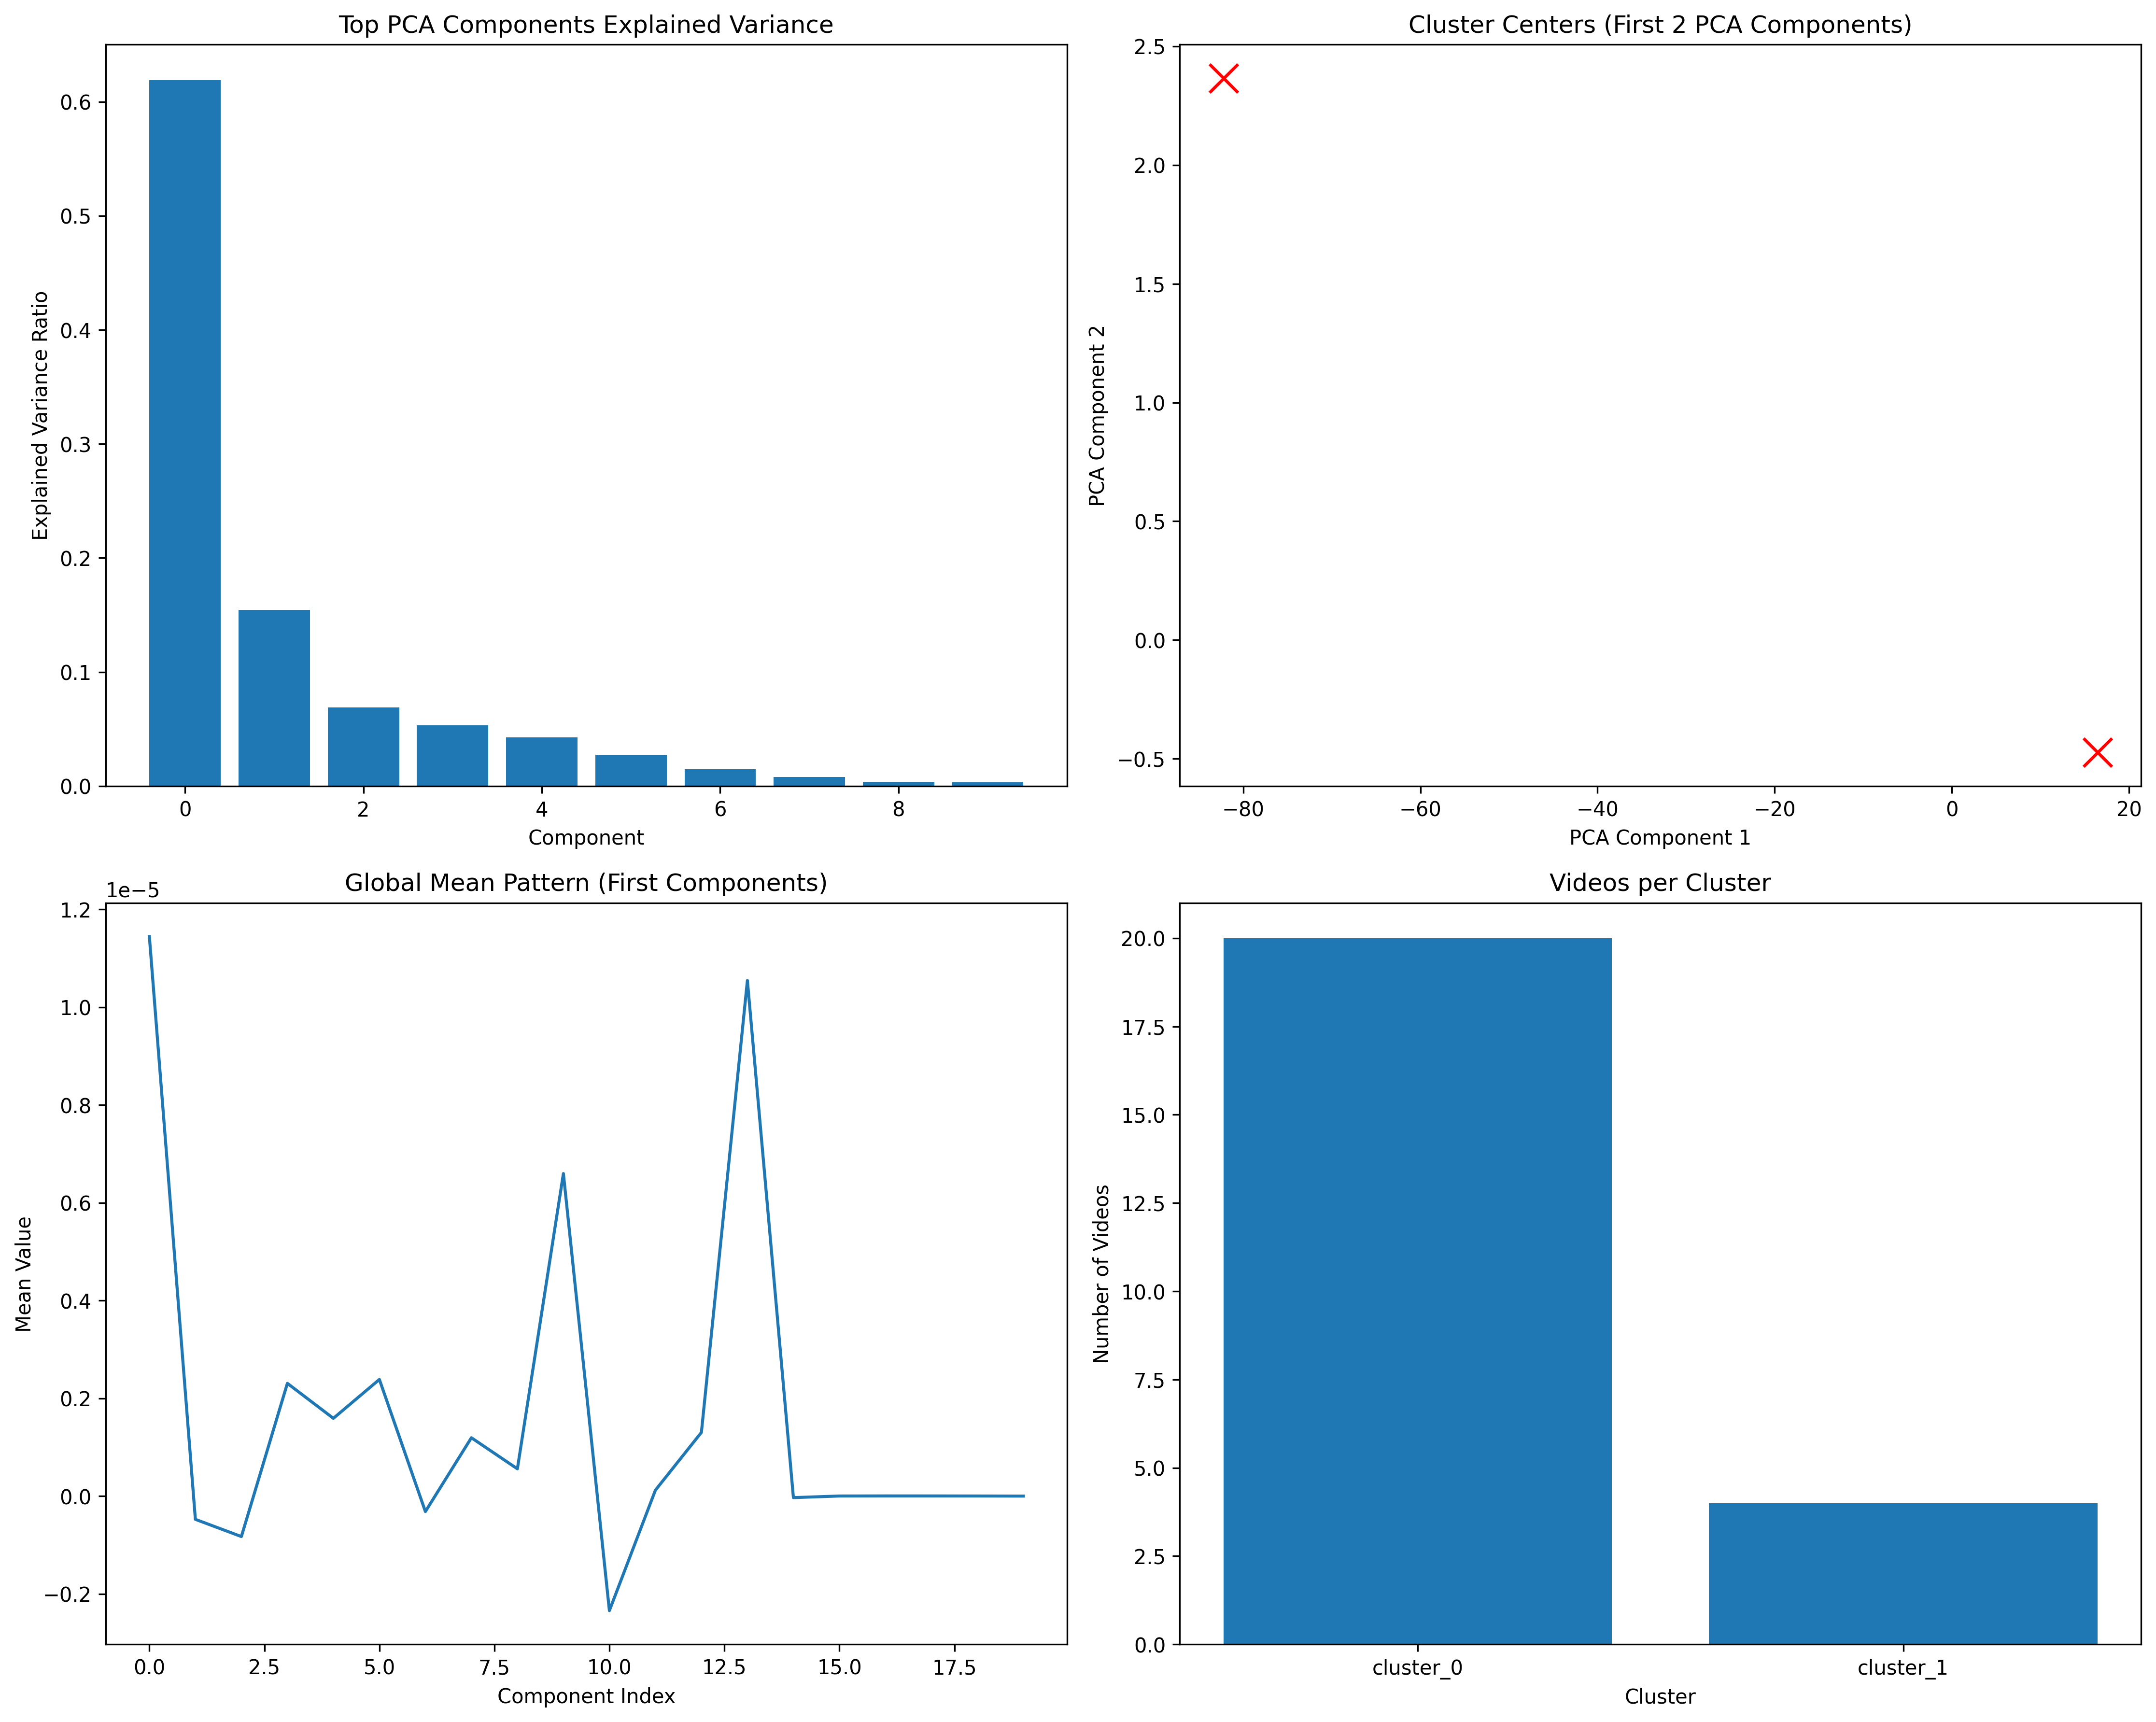 Top PCA Components Explained Variance
Explained Variance Ratio
0.6
0.5
0.4
0.3
0.2
0.1
0.0
0 2 4 6 8
Component
Cluster Centers (First 2 PCA Components)
PCA Component 2
2.5
2.0
1.5
1.0
0.5
0.0
−0.5
−80 −60 −40 −20 0 20
PCA Component 1
Global Mean Pattern (First Components)
1e−5
Mean Value
1.2
1.0
0.8
0.6
0.4
0.2
0.0
−0.2
0.0 2.5 5.0 7.5 10.0 12.5 15.0 17.5
Component Index
Videos per Cluster
Number of Videos
20.0
17.5
15.0
12.5
10.0
7.5
5.0
2.5
0.0
cluster_0 cluster_1
Cluster